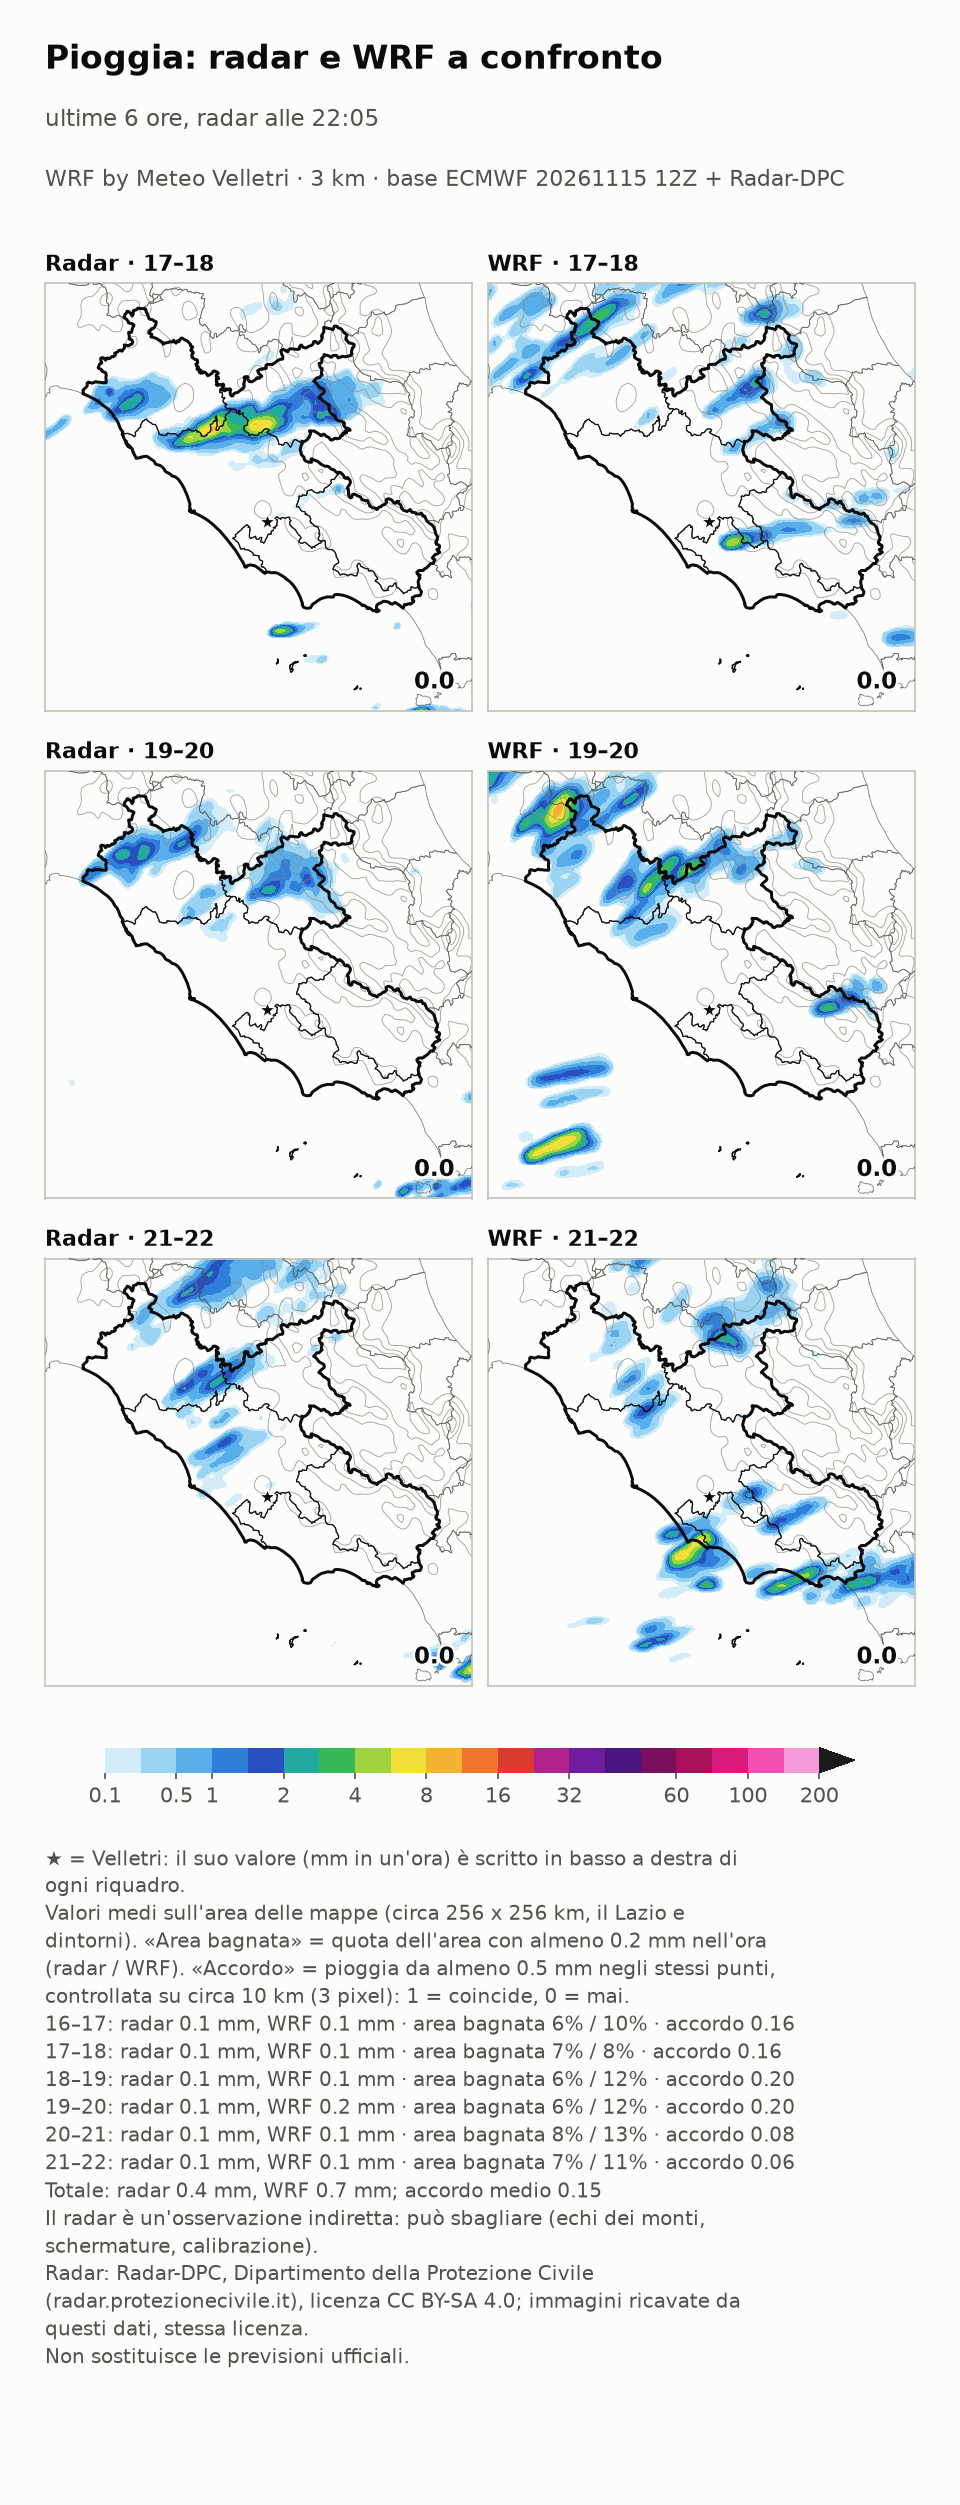 Pioggia: radar e WRF a confronto
ultime 6 ore, radar alle 22:05
WRF by Meteo Velletri · 3 km · base ECMWF 20261115 12Z + Radar-DPC
Radar · 17–18
WRF · 17–18
0.0
0.0
Radar · 19–20
WRF · 19–20
0.0
0.0
Radar · 21–22
WRF · 21–22
0.0
0.0
0.1 0.5 1 2 4 8 16 32 60 100 200
★ = Velletri: il suo valore (mm in un'ora) è scritto in basso a destra di
ogni riquadro.
Valori medi sull'area delle mappe (circa 256 x 256 km, il Lazio e
dintorni). «Area bagnata» = quota dell'area con almeno 0.2 mm nell'ora
(radar / WRF). «Accordo» = pioggia da almeno 0.5 mm negli stessi punti,
controllata su circa 10 km (3 pixel): 1 = coincide, 0 = mai.
16–17: radar 0.1 mm, WRF 0.1 mm · area bagnata 6% / 10% · accordo 0.16
17–18: radar 0.1 mm, WRF 0.1 mm · area bagnata 7% / 8% · accordo 0.16
18–19: radar 0.1 mm, WRF 0.1 mm · area bagnata 6% / 12% · accordo 0.20
19–20: radar 0.1 mm, WRF 0.2 mm · area bagnata 6% / 12% · accordo 0.20
20–21: radar 0.1 mm, WRF 0.1 mm · area bagnata 8% / 13% · accordo 0.08
21–22: radar 0.1 mm, WRF 0.1 mm · area bagnata 7% / 11% · accordo 0.06
Totale: radar 0.4 mm, WRF 0.7 mm; accordo medio 0.15
Il radar è un'osservazione indiretta: può sbagliare (echi dei monti,
schermature, calibrazione).
Radar: Radar-DPC, Dipartimento della Protezione Civile
(radar.protezionecivile.it), licenza CC BY-SA 4.0; immagini ricavate da
questi dati, stessa licenza.
Non sostituisce le previsioni ufficiali.